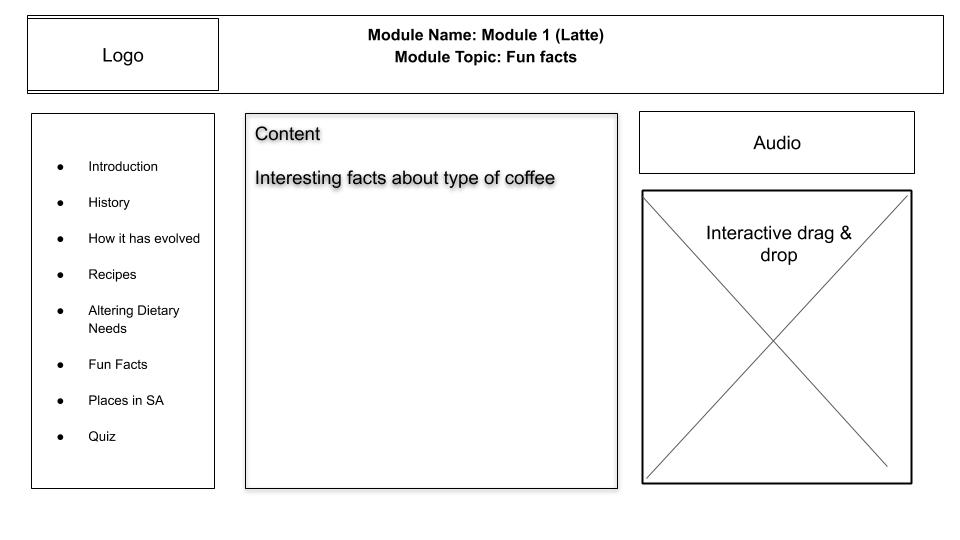 Logo
Module Name: Module 1 (Latte)
Module Topic: Fun facts
● Introduction
● History
● How it has evolved
● Recipes
● Altering Dietary
Needs
● Fun Facts
● Places in SA
● Quiz
Content
Interesting facts about type of coffee
Audio
Interactive drag &
drop